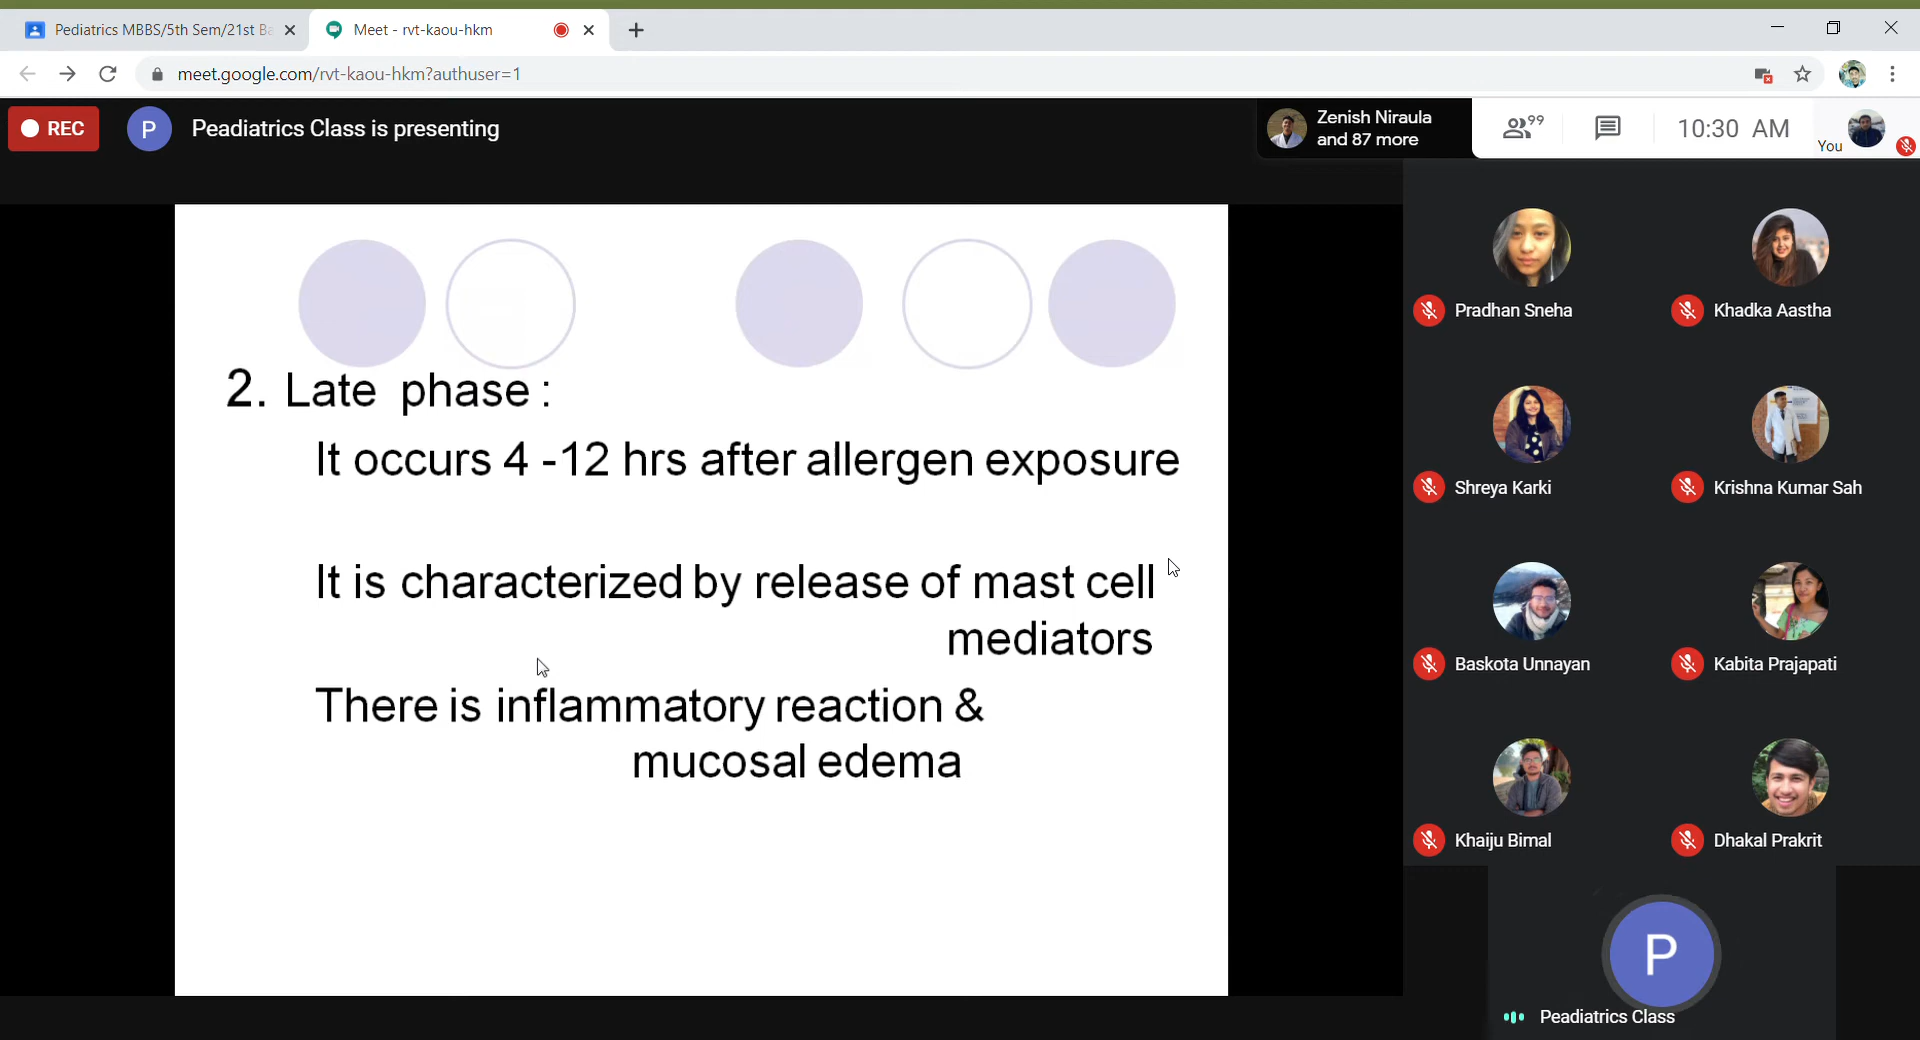 Pediatrics MBBS/5th Sem/21st Ba
Meet - rvt-kaou-hkm
meet.google.com/rvt-kaou-hkm?authuser=1
REC
P
Peadiatrics Class is presenting
Zenish Niraula
and 87 more
99
10:30 AM
You
2. Late phase :
It occurs 4 -12 hrs after allergen exposure
It is characterized by release of mast cell
mediators
There is inflammatory reaction &
mucosal edema
Pradhan Sneha
Khadka Aastha
Shreya Karki
Krishna Kumar Sah
Baskota Unnayan
Kabita Prajapati
Khaiju Bimal
Dhakal Prakrit
P
Peadiatrics Class